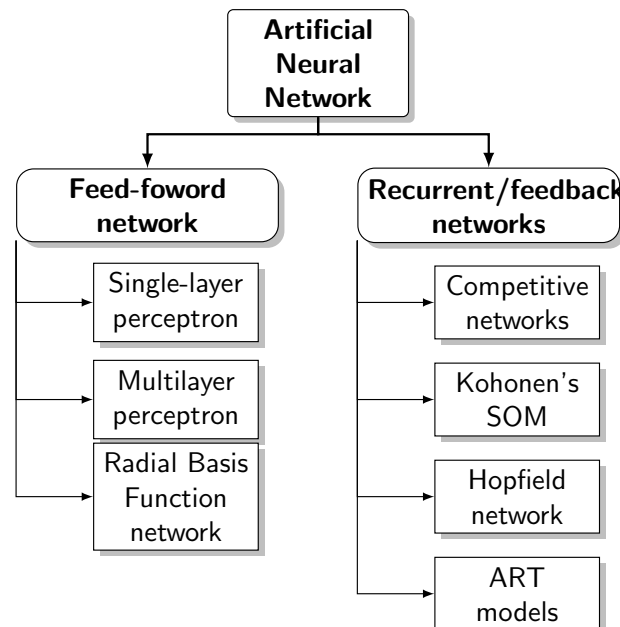 Artificial
Neural
Network
Feed-foword
network
Recurrent/feedback
networks
Single-layer
perceptron
Multilayer
perceptron
Radial Basis
Function
network
Competitive
networks
Kohonen's
SOM
Hopfield
network
ART
models